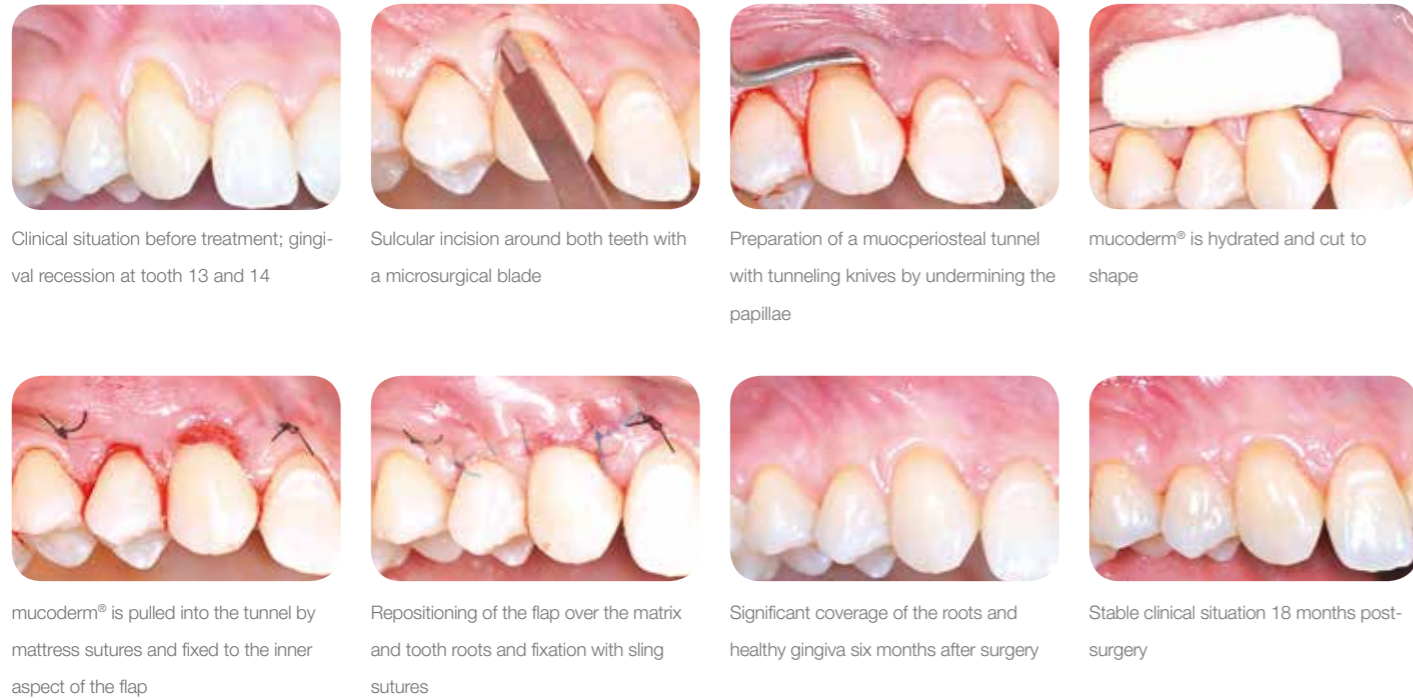 Clinical situation before treatment; gingi-
val recession at tooth 13 and 14
Sulcular incision around both teeth with
a microsurgical blade
Preparation of a muocperiosteal tunnel
with tunneling knives by undermining the
papillae
mucoderm® is hydrated and cut to
shape
mucoderm® is pulled into the tunnel by
mattress sutures and fixed to the inner
aspect of the flap
Repositioning of the flap over the matrix
and tooth roots and fixation with sling
sutures
Significant coverage of the roots and
healthy gingiva six months after surgery
Stable clinical situation 18 months post-
surgery